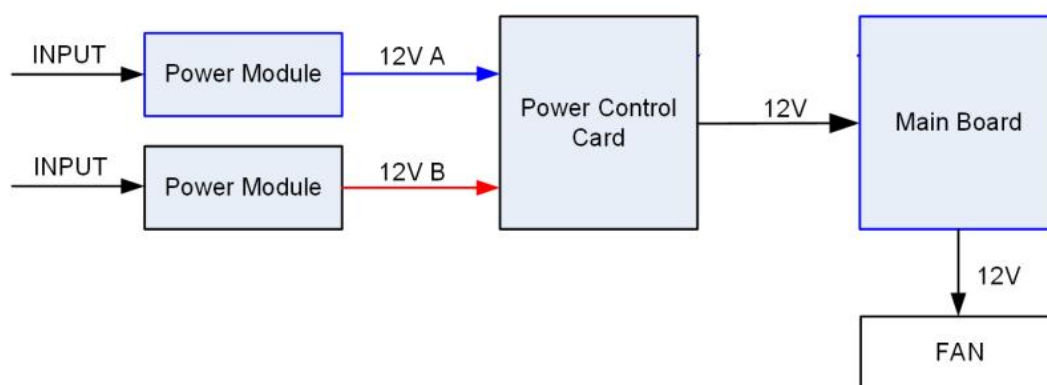 INPUT
Power Module
12V A
INPUT
Power Module
12V B
Power Control
Card
12V
Main Board
12V
FAN